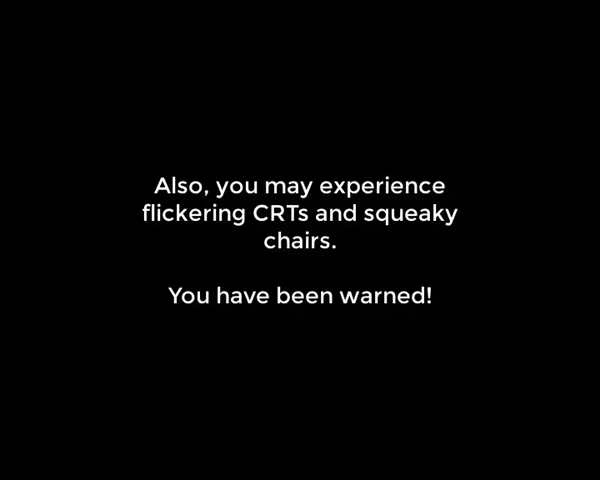 Also, you may experience
flickering CRTs and squeaky
chairs.
You have been warned!